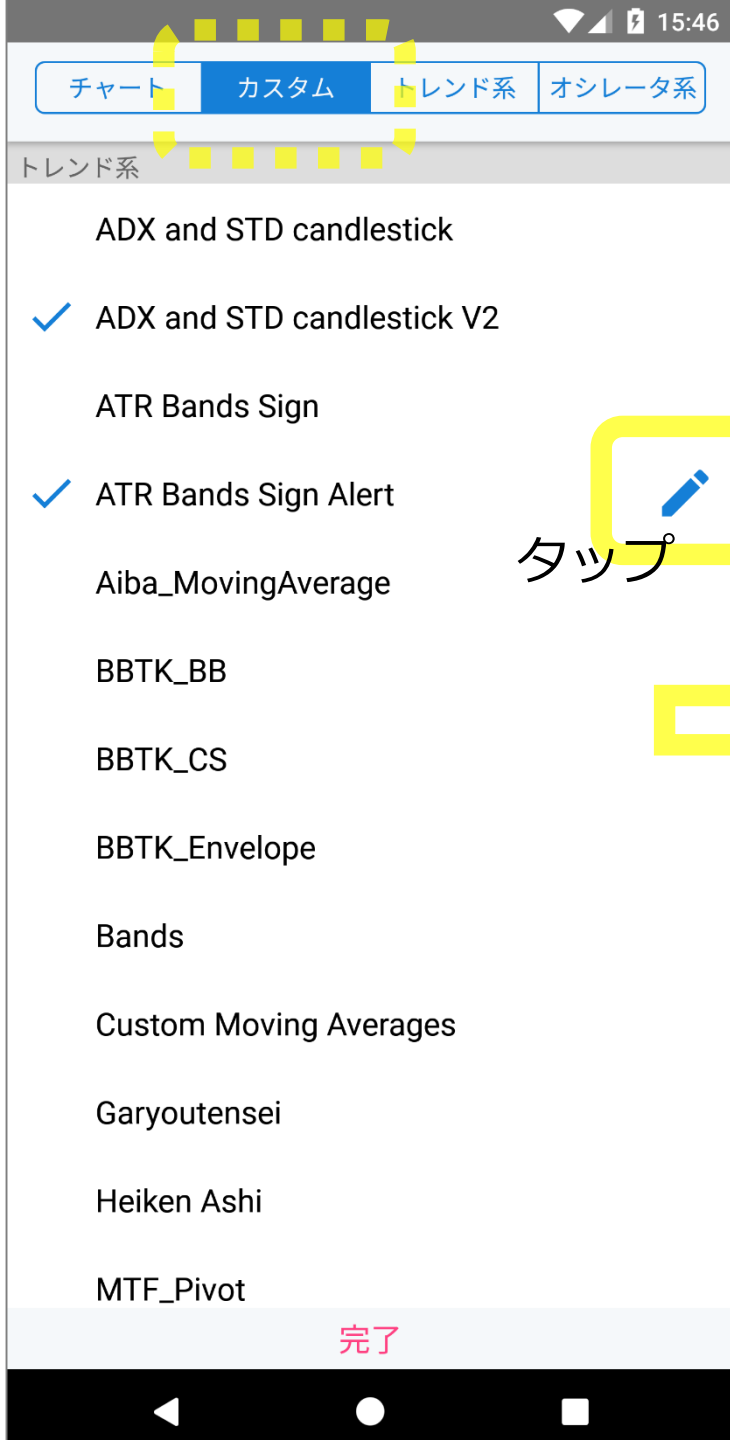 15:46
チャート カスタム トレンド系 オシレータ系
トレンド系
ADX and STD candlestick
ADX and STD candlestick V2
ATR Bands Sign
ATR Bands Sign Alert
タップ
Aiba_MovingAverage
BBTK_BB
BBTK_CS
BBTK_Envelope
Bands
Custom Moving Averages
Garyoutensei
Heiken Ashi
MTF_Pivot
完了